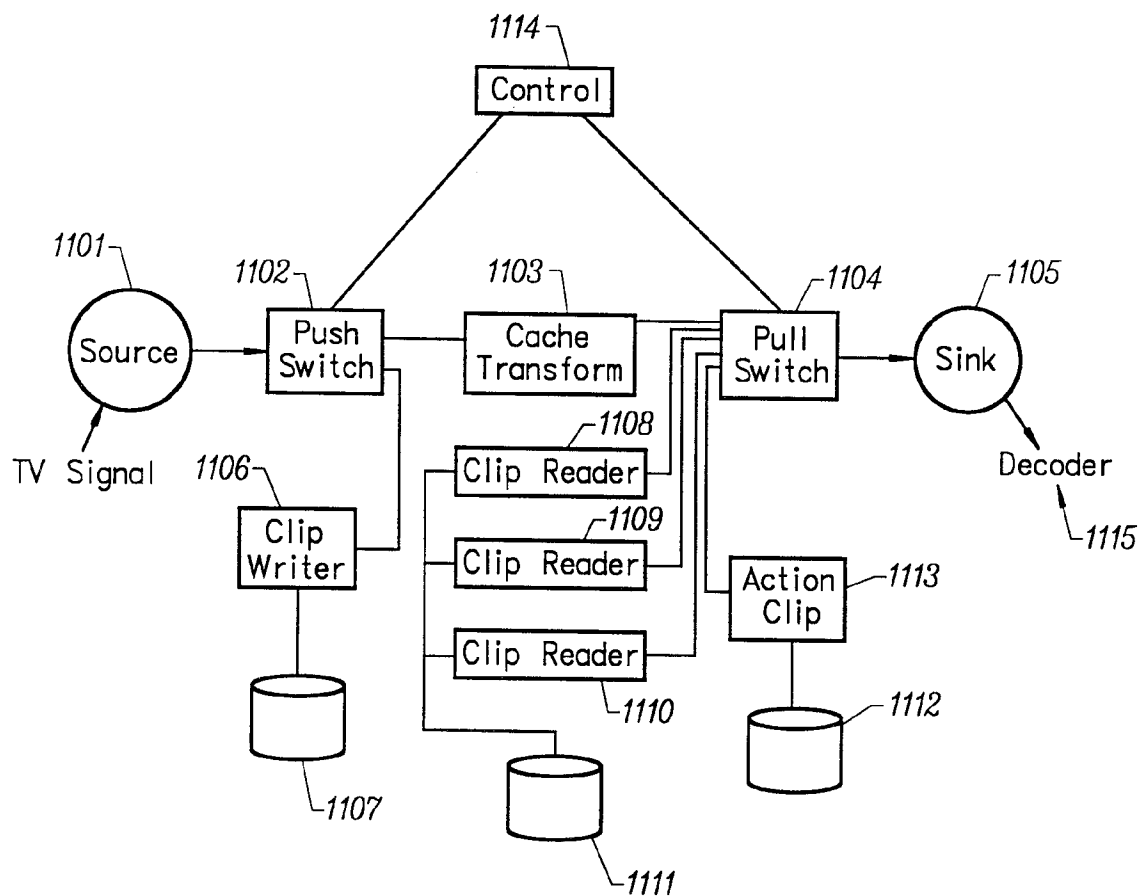 1114
Control
1101
1102
1103
1104
1105
Source
Push
Switch
Cache
Transform
Pull
Switch
Sink
TV Signal
1106
Clip
Writer
1107
1108
Clip Reader
1109
Clip Reader
Clip Reader
1110
1111
Decoder
1115
Action
Clip
1113
1112